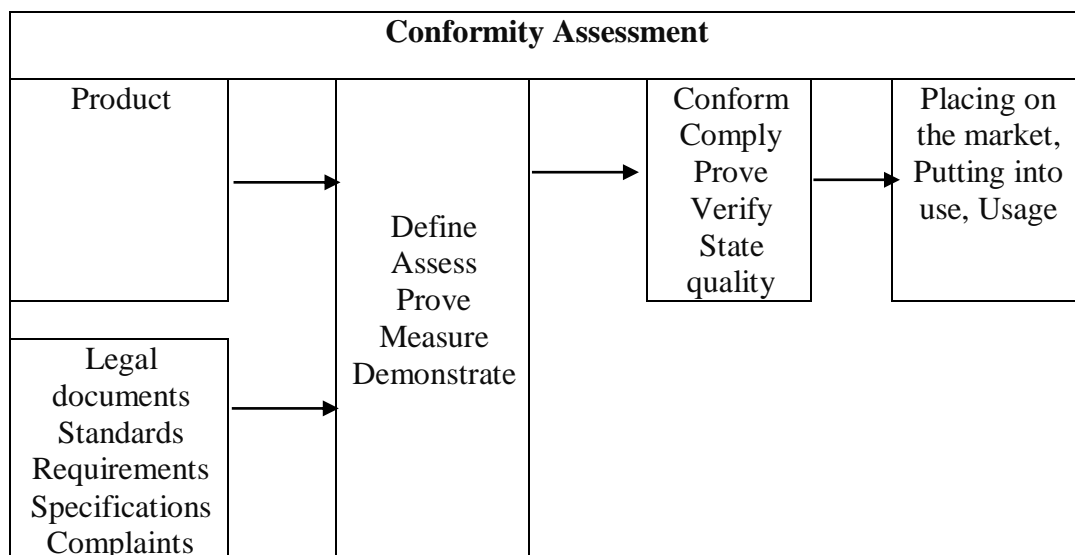 Conformity Assessment
Product
Legal
documents
Standards
Requirements
Specifications
Complaints
Define
Assess
Prove
Measure
Demonstrate
Conform
Comply
Prove
Verify
State
quality
Placing on
the market,
Putting into
use, Usage